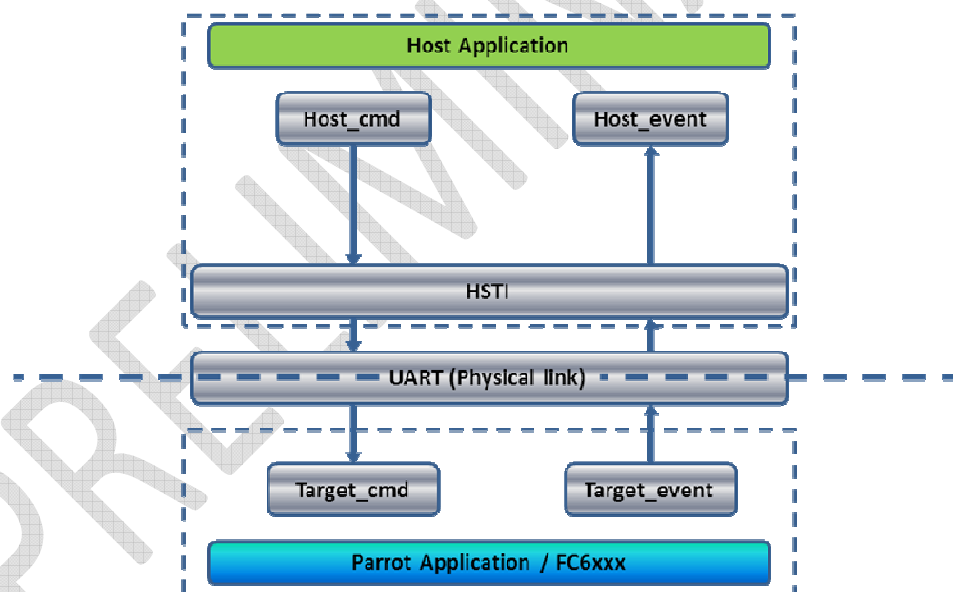 Host Application
Host_cmd
Host_event
HSTI
UART (Physical link)
Target_cmd
Target_event
Parrot Application / FC6xxx